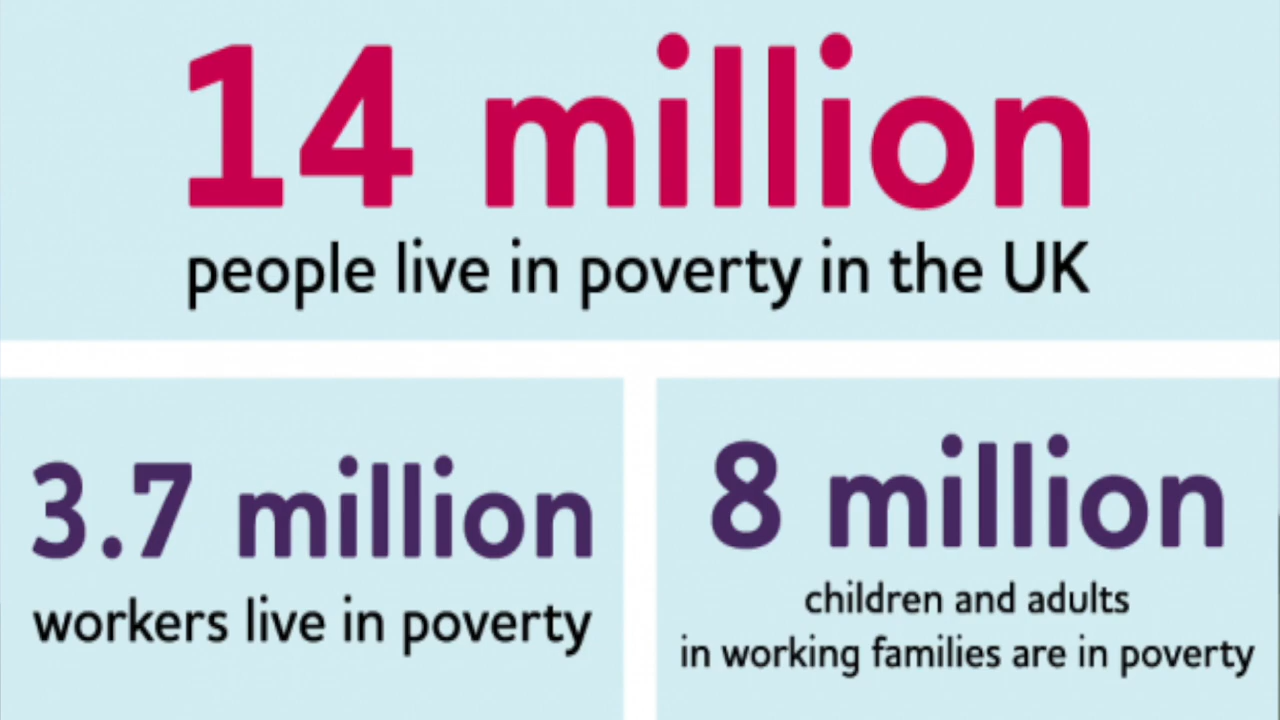 14 million
people live in poverty in the UK
3.7 million
workers live in poverty
8 million
children and adults
in working families are in poverty